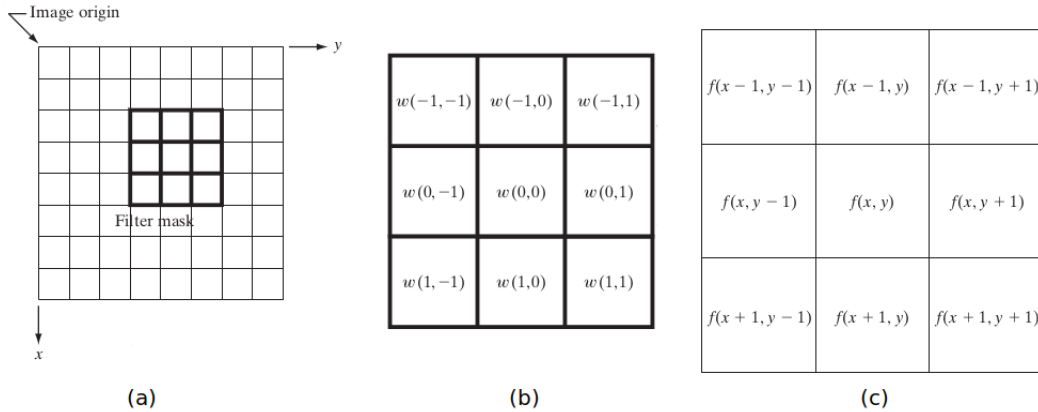 Image origin
y
Filter mask
x
(a)
w(−1,−1) w(−1,0) w(−1,1)
w(0,−1) w(0,0) w(0,1)
w(1,−1) w(1,0) w(1,1)
(b)
f(x − 1, y − 1) f(x − 1, y) f(x − 1, y + 1)
f(x, y − 1) f(x, y) f(x, y + 1)
f(x + 1, y − 1) f(x + 1, y) f(x + 1, y + 1)
(c)